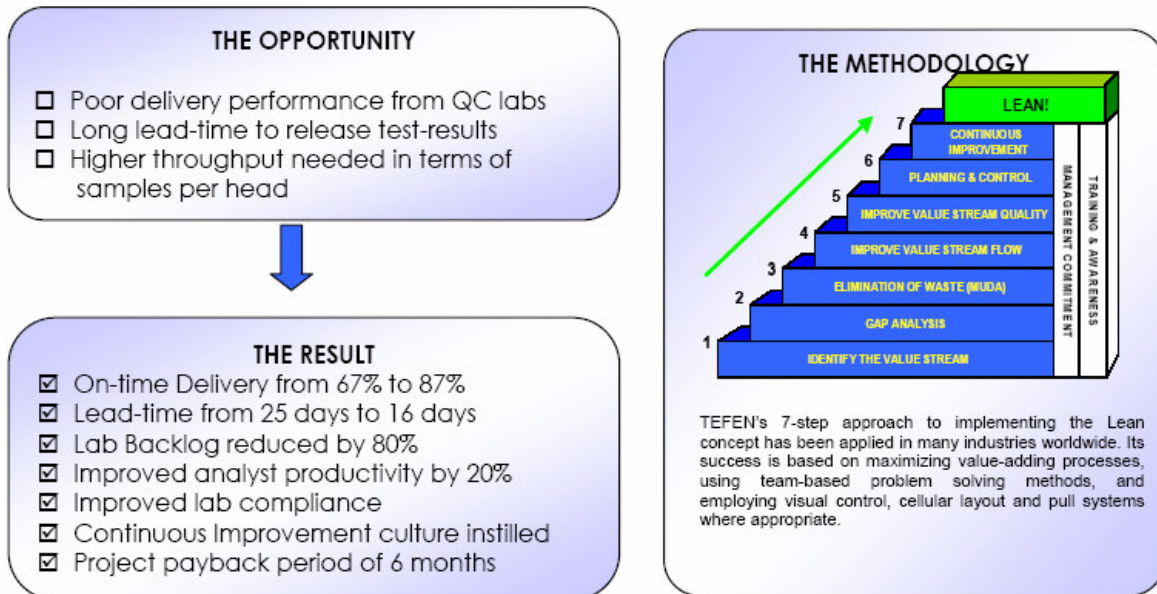 THE OPPORTUNITY
Poor delivery performance from QC labs
Long lead-time to release test-results
Higher throughput needed in terms of
samples per head
THE RESULT
On-time Delivery from 67% to 87%
Lead-time from 25 days to 16 days
Lab Backlog reduced by 80%
Improved analyst productivity by 20%
Improved lab compliance
Continuous Improvement culture instilled
Project payback period of 6 months
THE METHODOLOGY
LEAN!
7
CONTINUOUS
IMPROVEMENT
6
PLANNING & CONTROL
5
IMPROVE VALUE STREAM QUALITY
4
IMPROVE VALUE STREAM FLOW
3
ELIMINATION OF WASTE (MUDA)
2
GAP ANALYSIS
1
IDENTIFY THE VALUE STREAM
MANAGEMENT COMMITMENT
TRAINING & AWARENESS
TEFEN's 7-step approach to implementing the Lean
concept has been applied in many industries worldwide. Its
success is based on maximizing value-adding processes,
using team-based problem solving methods, and
employing visual control, cellular layout and pull systems
where appropriate.